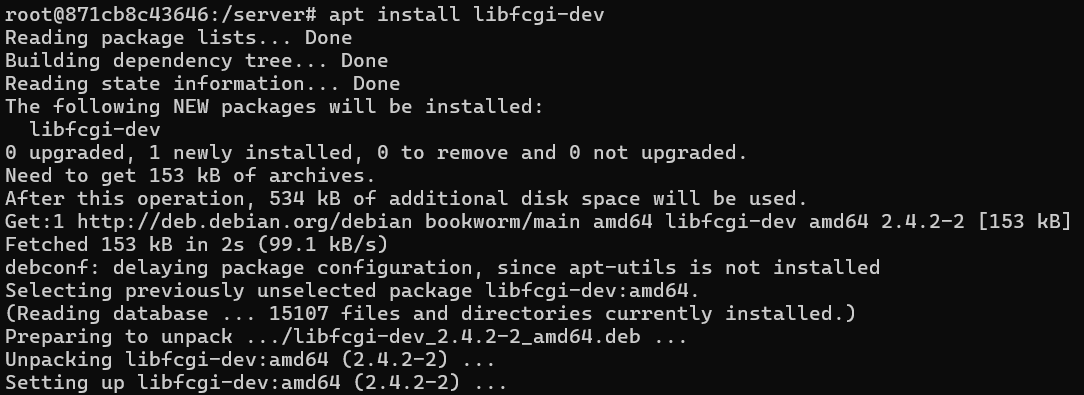 root@871cb8c43646:/server# apt install libfcgi-dev
Reading package lists... Done
Building dependency tree... Done
Reading state information... Done
The following NEW packages will be installed:
  libfcgi-dev
0 upgraded, 1 newly installed, 0 to remove and 0 not upgraded.
Need to get 153 kB of archives.
After this operation, 534 kB of additional disk space will be used.
Get:1 http://deb.debian.org/debian bookworm/main amd64 libfcgi-dev amd64 2.4.2-2 [153 kB]
Fetched 153 kB in 2s (99.1 kB/s)
debconf: delaying package configuration, since apt-utils is not installed
Selecting previously unselected package libfcgi-dev:amd64.
(Reading database ... 15107 files and directories currently installed.)
Preparing to unpack .../libfcgi-dev_2.4.2-2_amd64.deb ...
Unpacking libfcgi-dev:amd64 (2.4.2-2) ...
Setting up libfcgi-dev:amd64 (2.4.2-2) ...